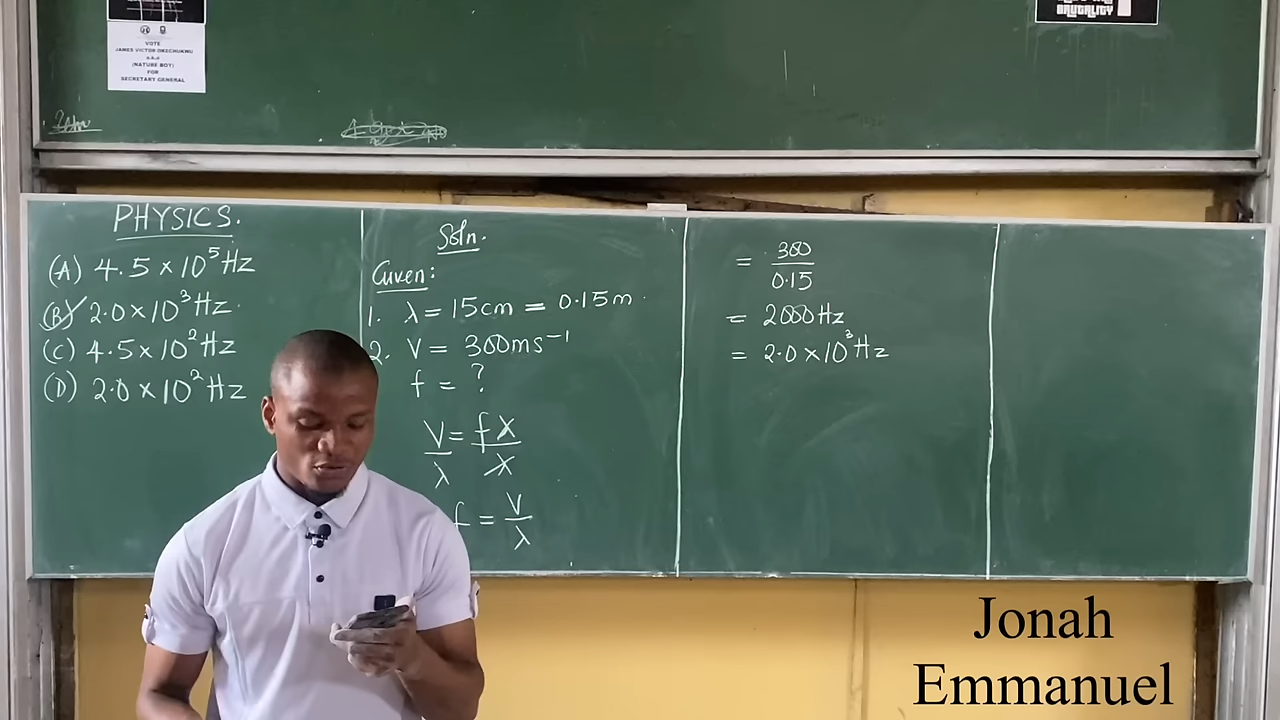 VOTE
JAMES VICTOR OKECHUKWU
a.k.a
(NATURE BOY)
FOR
SECRETARY GENERAL
BRUTALITY
PHYSICS.
(A) 4.5 × 10⁵ Hz
(B) 2.0 × 10³ Hz.
(C) 4.5 × 10² Hz
(D) 2.0 × 10² Hz
Soln.
Given:
1. λ = 15cm = 0.15m.
2. V = 300ms⁻¹
f = ?
V/λ = fλ/λ
f = V/λ
= 300/0.15
= 2000Hz
= 2.0 × 10³ Hz
Jonah
Emmanuel